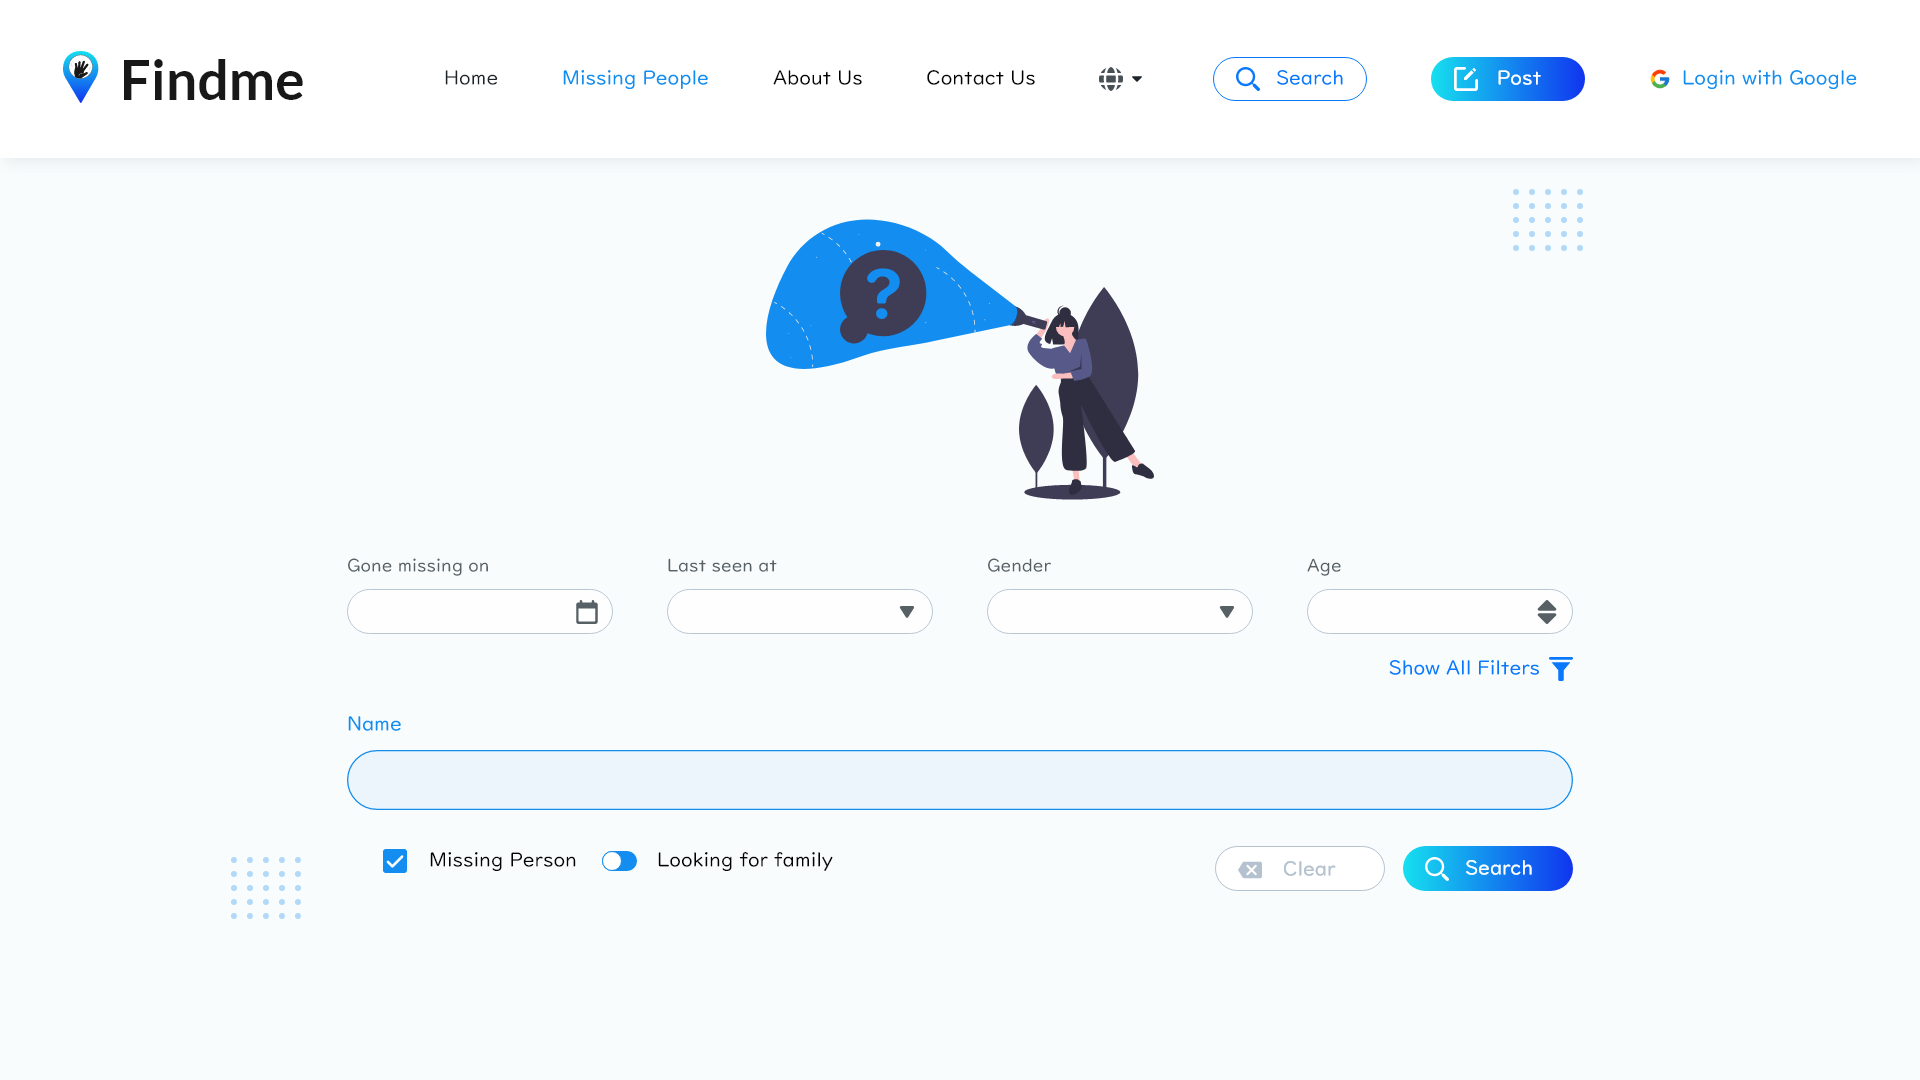 Findme
Home
Missing People
About Us
Contact Us
Search
Post
Login with Google
?
Gone missing on
Last seen at
Gender
Age
Show All Filters
Name
Missing Person
Looking for family
Clear
Search